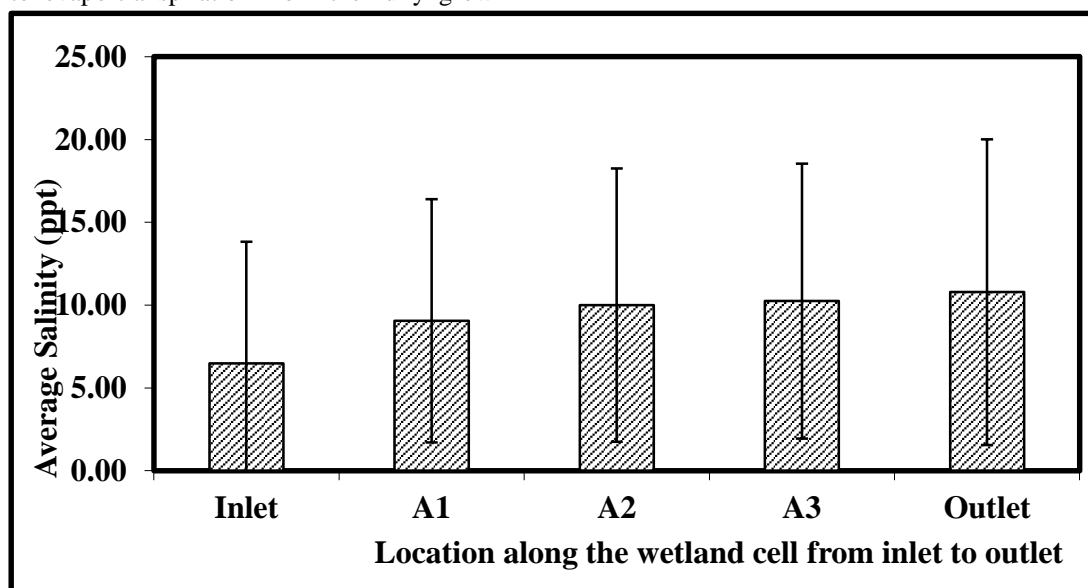 25.00
20.00
15.00
10.00
5.00
0.00
Average Salinity (ppt)
Inlet A1 A2 A3 Outlet
Location along the wetland cell from inlet to outlet